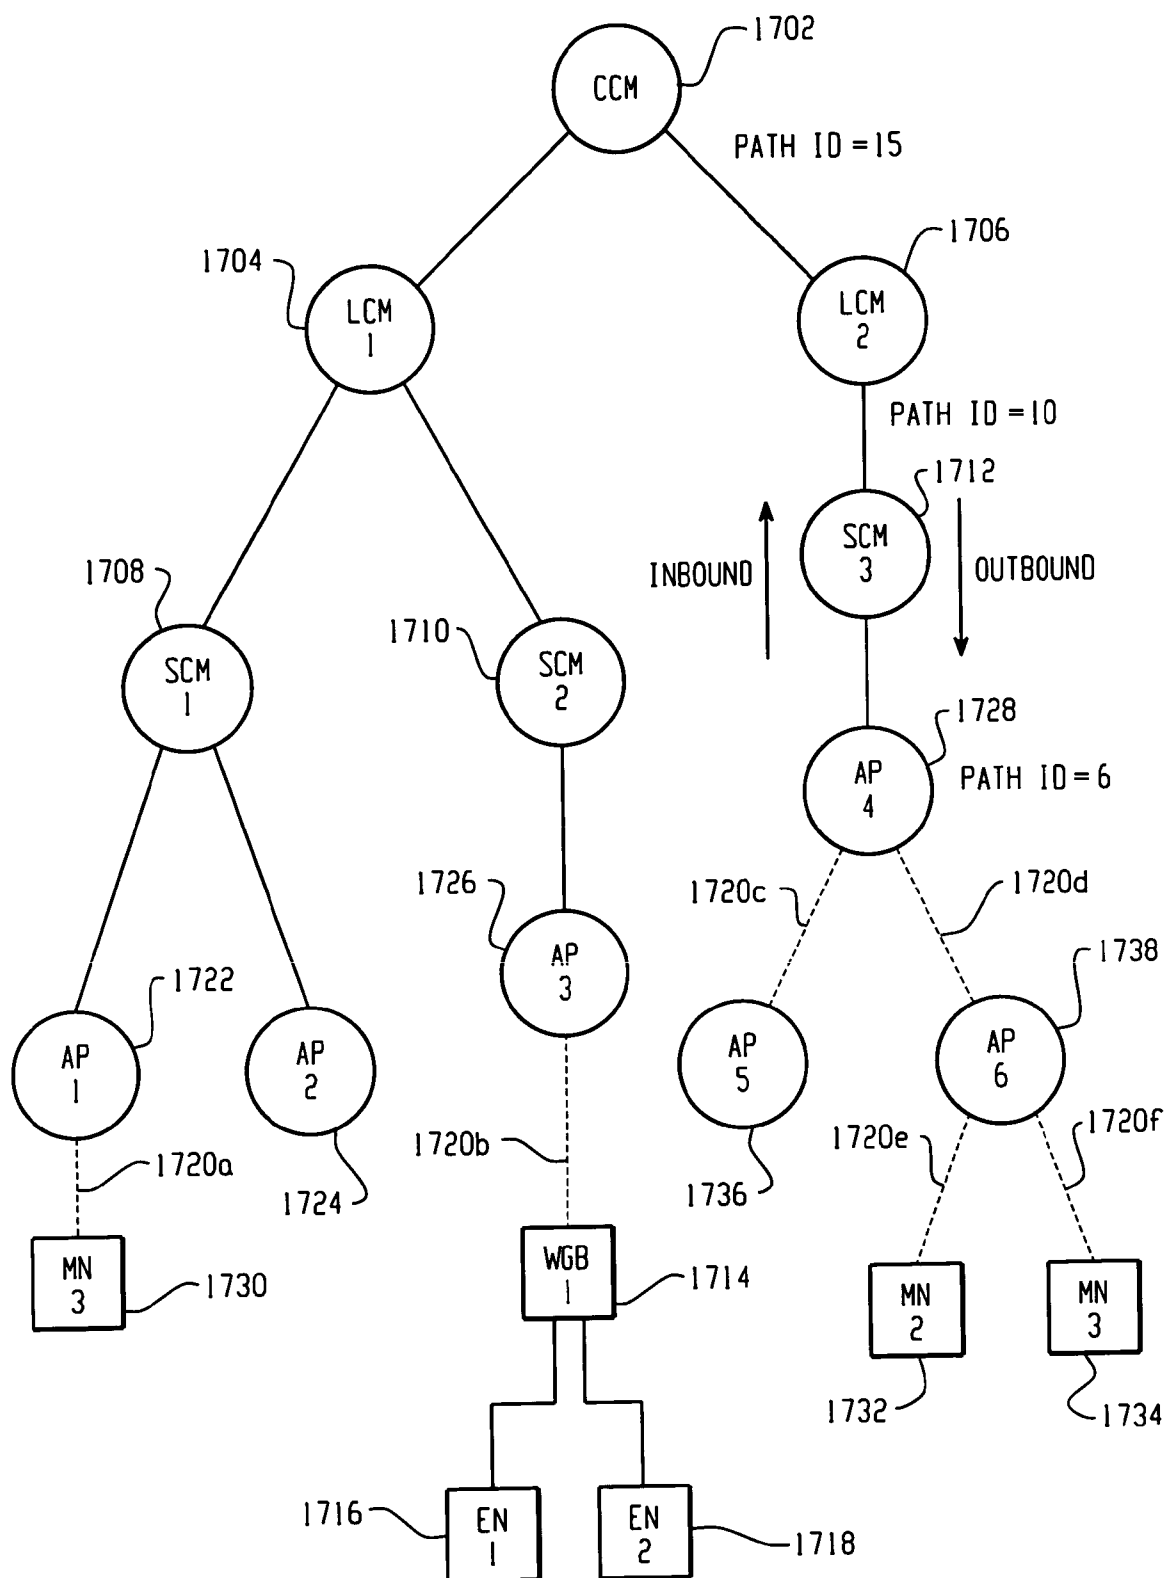 1702
CCM
PATH ID = 15
1704
LCM
1
1706
LCM
2
PATH ID = 10
1712
SCM
3
INBOUND
OUTBOUND
1708
SCM
1
1710
SCM
2
1728
AP
4
PATH ID = 6
1726
AP
3
1720c
1720d
1722
AP
1
AP
2
1724
1738
AP
5
1736
AP
6
1720a
1720b
1720e
1720f
MN
3
1730
WGB
1
1714
MN
2
1732
MN
3
1734
1716
EN
1
EN
2
1718